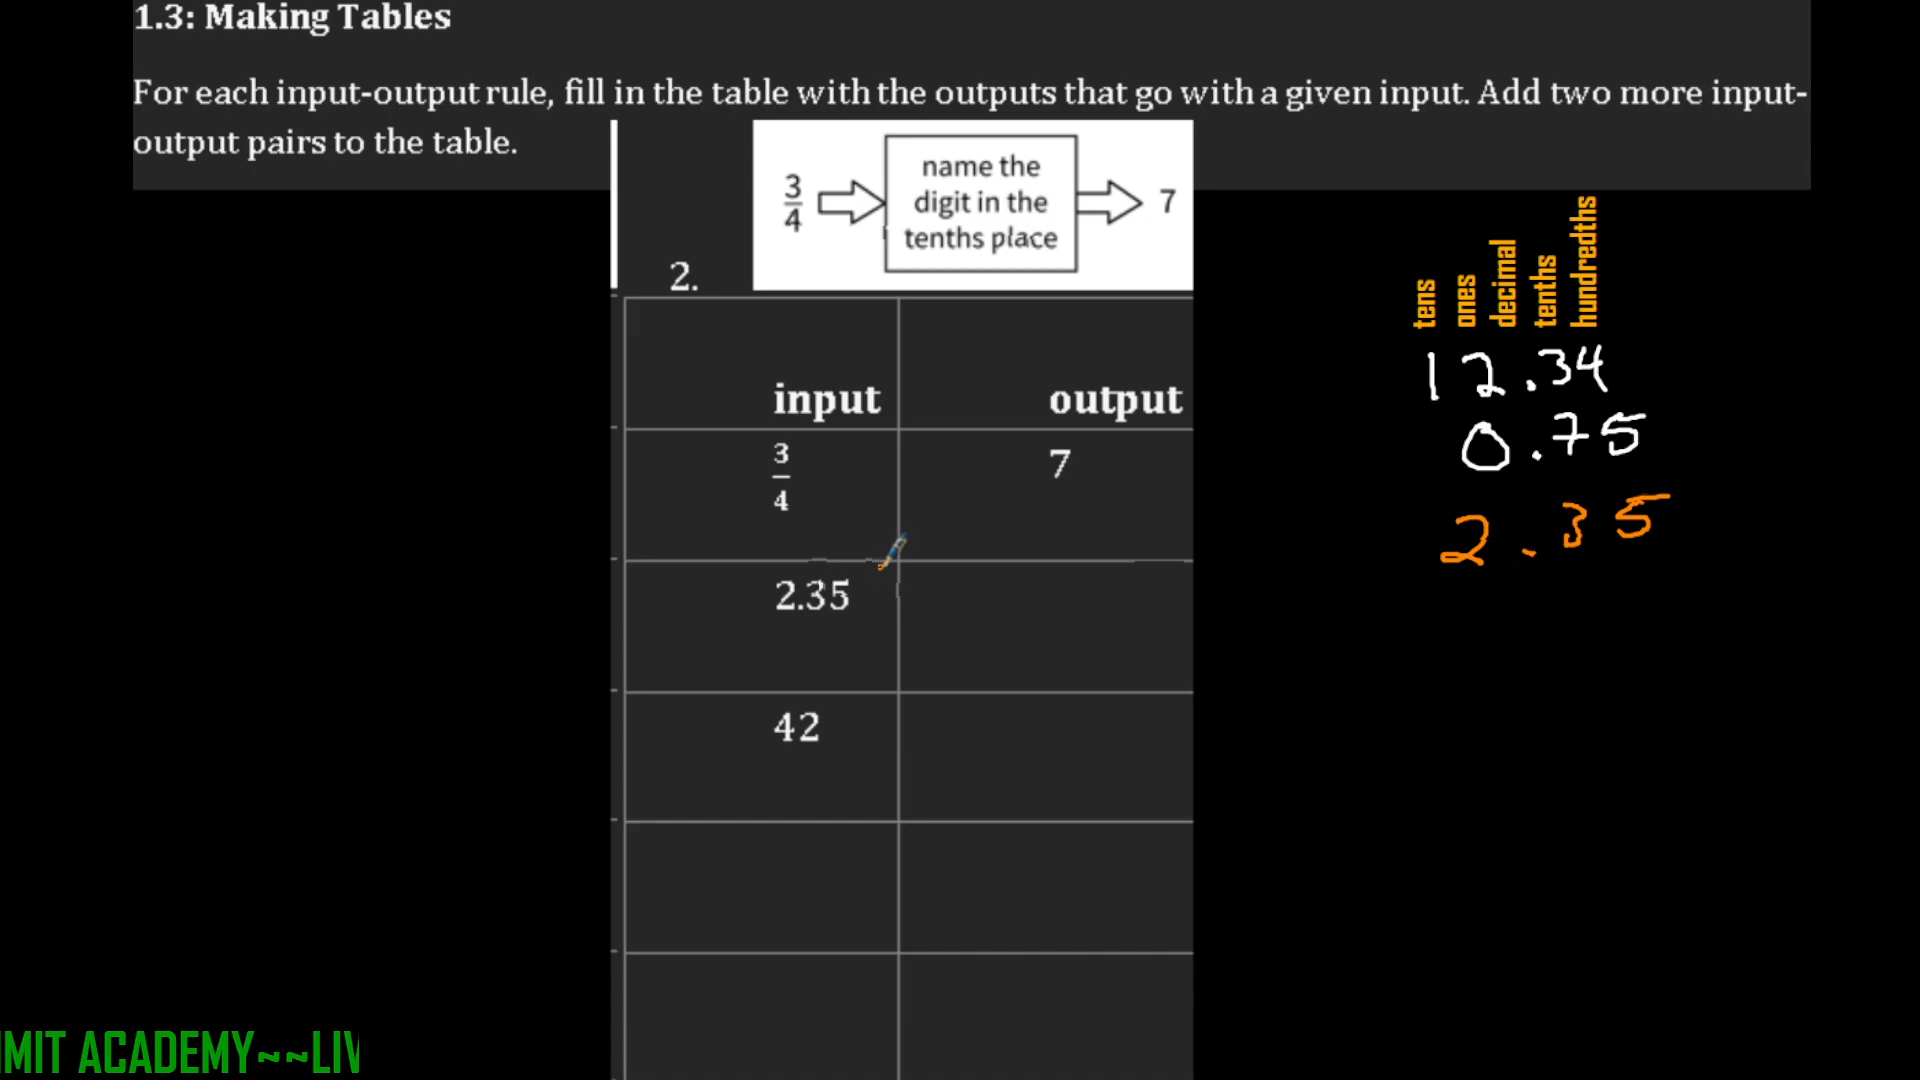 1.3: Making Tables
For each input-output rule, fill in the table with the outputs that go with a given input. Add two more input-
output pairs to the table.
2.
3/4
name the
digit in the
tenths place
7
input output
3/4 7
2.35
42
tens ones decimal tenths hundredths
12.34
0.75
2.35
MIT ACADEMY~~LIV